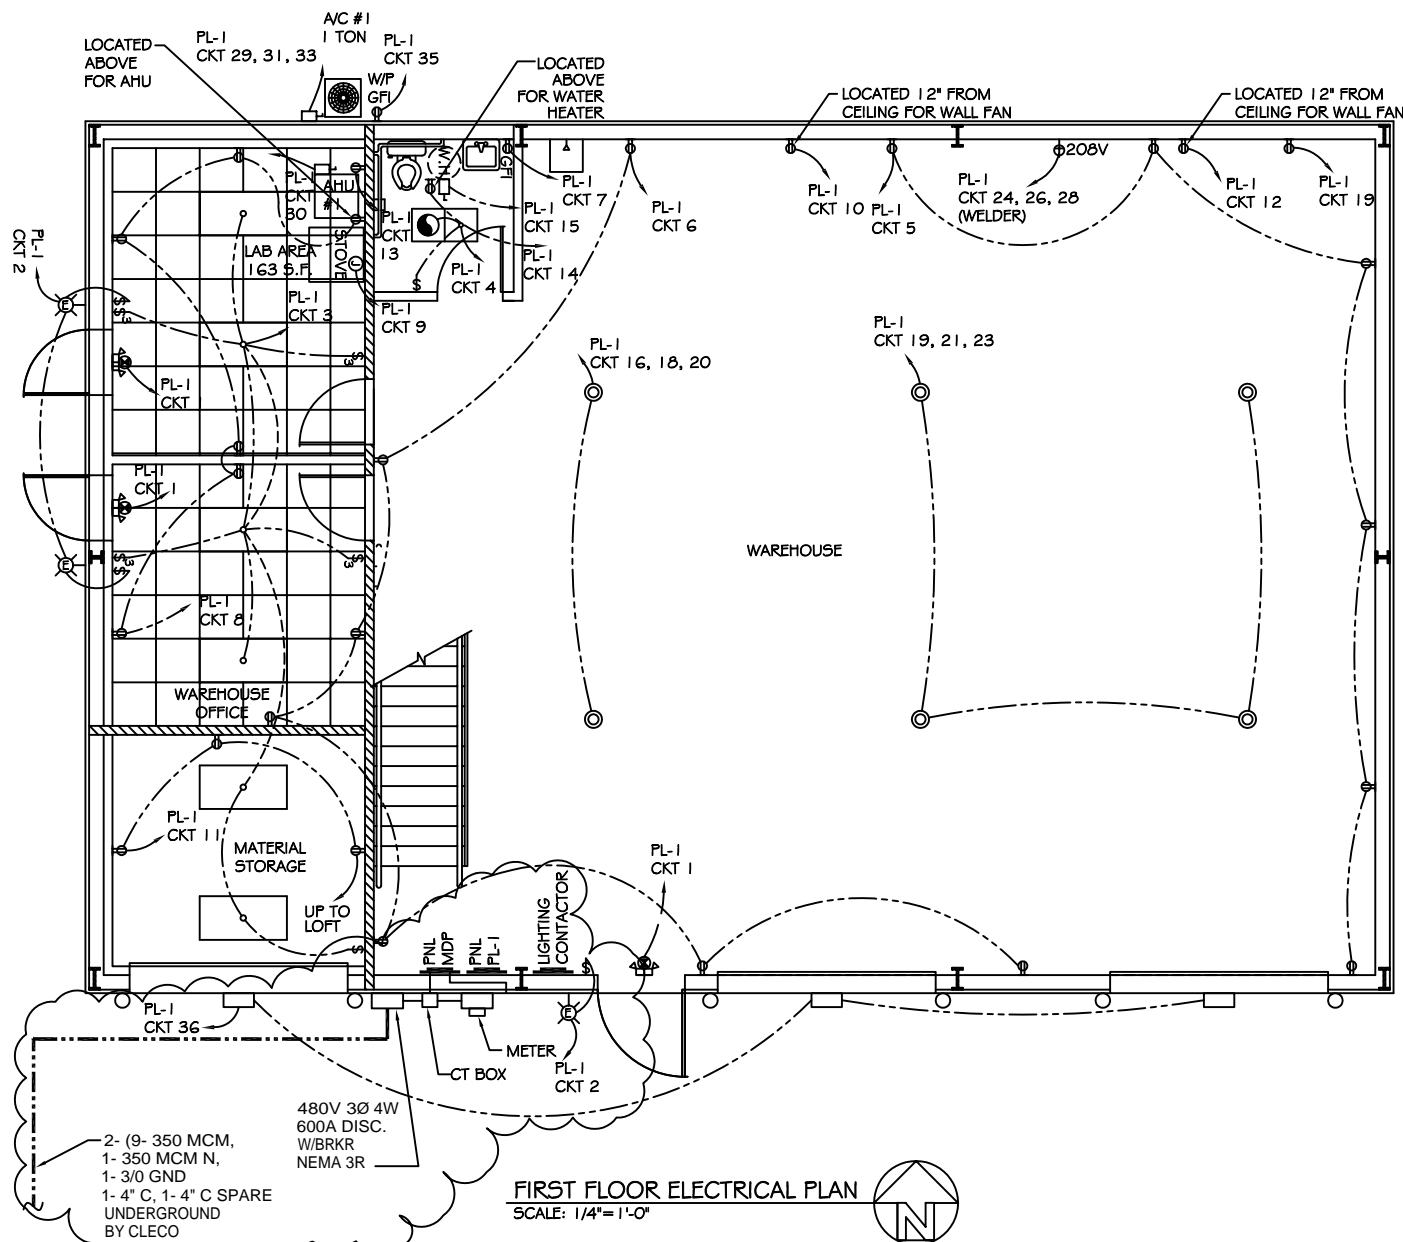 A/C #1
1 TON
PL-1
CKT 29, 31, 33
PL-1
CKT 35
W/P
GFI
LOCATED
ABOVE
FOR AHU
LOCATED
ABOVE
FOR WATER
HEATER
LOCATED 12" FROM
CEILING FOR WALL FAN
LOCATED 12" FROM
CEILING FOR WALL FAN
208V
W.H.
GFI
PL-1
CKT
30
AHU
#1
PL-1
CKT
13
PL-1
CKT 7
PL-1
CKT 15
PL-1
CKT 14
PL-1
CKT 4
PL-1
CKT 6
PL-1
CKT 10
PL-1
CKT 5
PL-1
CKT 24, 26, 28
(WELDER)
PL-1
CKT 12
PL-1
CKT 19
PL-1
CKT 2
LAB AREA
163 S.F.
STOVE
J
PL-1
CKT 3
PL-1
CKT 9
E
$
$
$3
$3
PL-1
CKT 1
PL-1
CKT 16, 18, 20
PL-1
CKT 19, 21, 23
PL-1
CKT 1
WAREHOUSE
E
$3
$
$3
PL-1
CKT 8
N
WAREHOUSE
OFFICE
PL-1
CKT 11
MATERIAL
STORAGE
UP TO
LOFT
$
PL-1
CKT 1
PNL
MDP
PNL
PL-1
LIGHTING
CONTACTOR
$
PL-1
CKT 36
E
METER
CT BOX
PL-1
CKT 2
480V 3Ø 4W
600A DISC.
W/BRKR
NEMA 3R
2- (9- 350 MCM,
1- 350 MCM N,
1- 3/0 GND
1- 4" C, 1- 4" C SPARE
UNDERGROUND
BY CLECO
FIRST FLOOR ELECTRICAL PLAN
SCALE: 1/4"=1'-0"
N